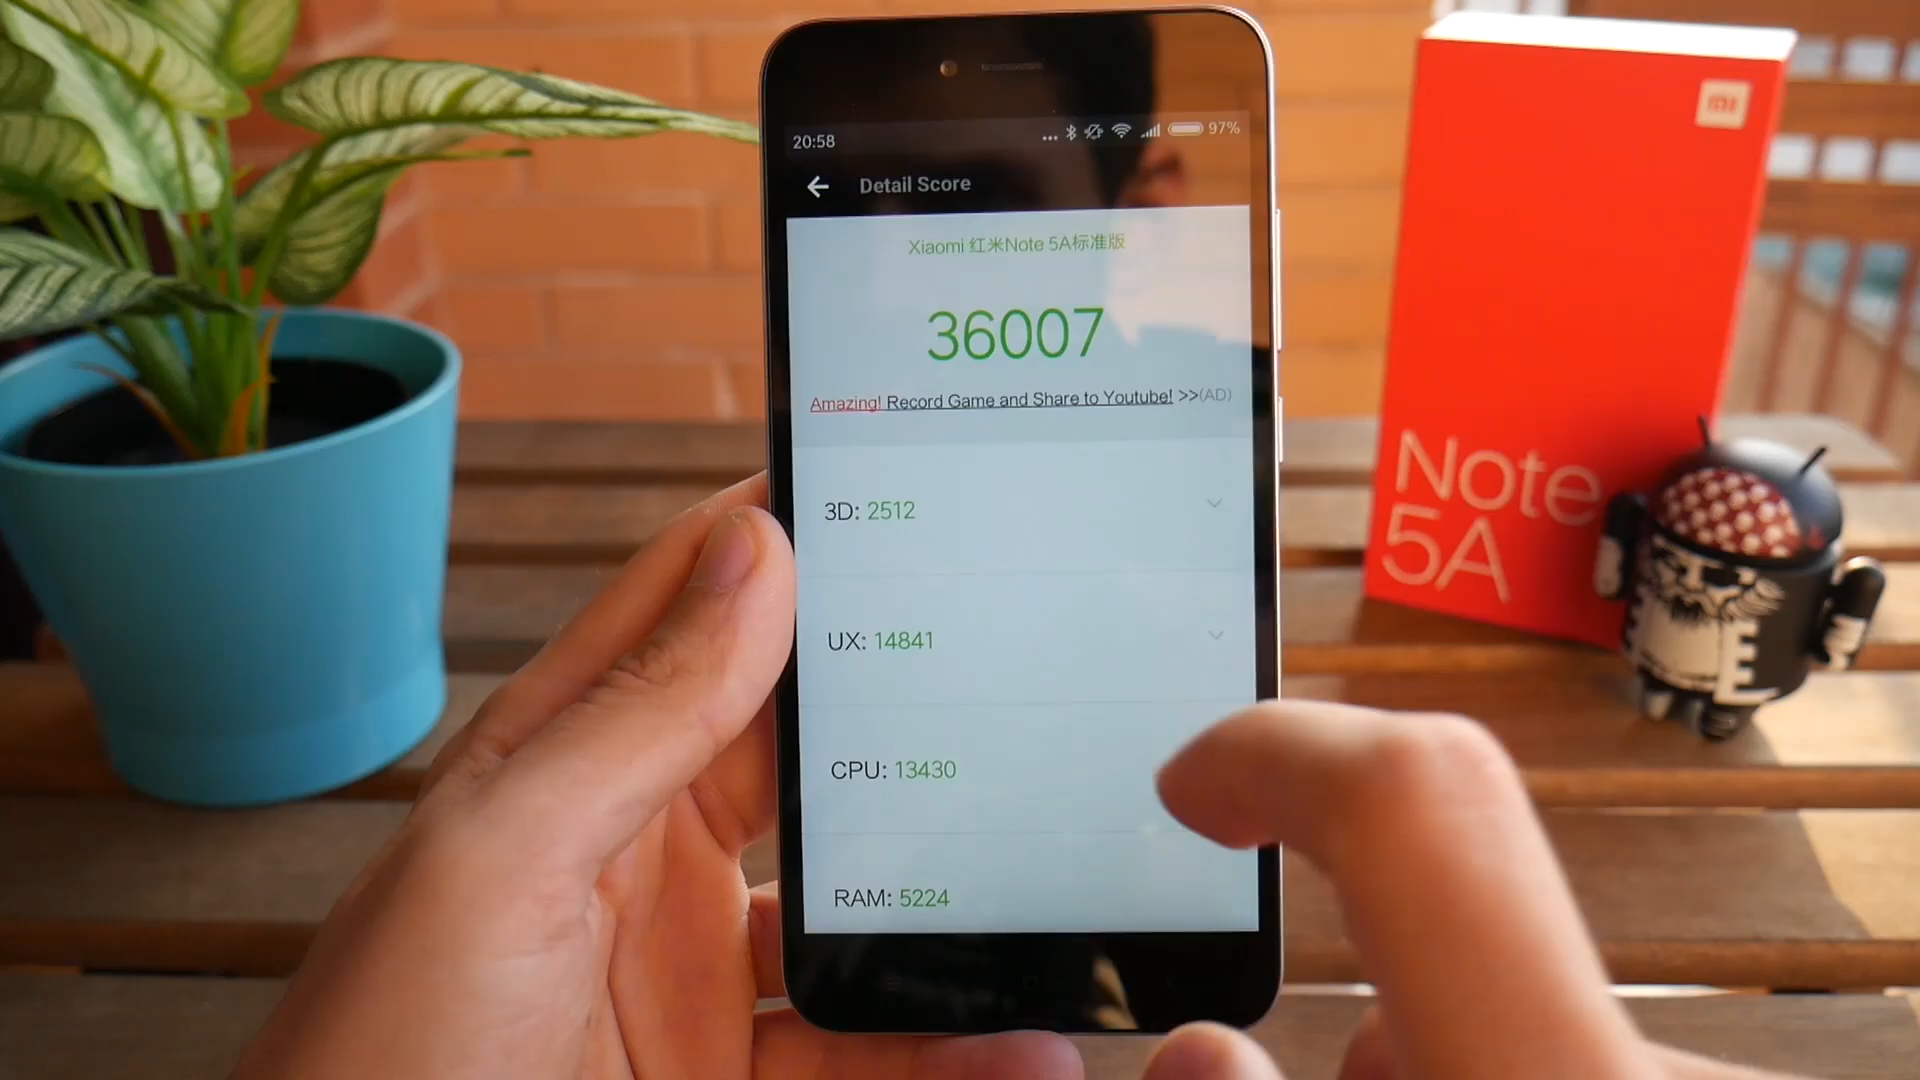 20:58
97%
Detail Score
Xiaomi 红米Note 5A标准版
36007
Amazing! Record Game and Share to Youtube! >>(AD)
3D: 2512
UX: 14841
CPU: 13430
RAM: 5224
mi
Note
5A